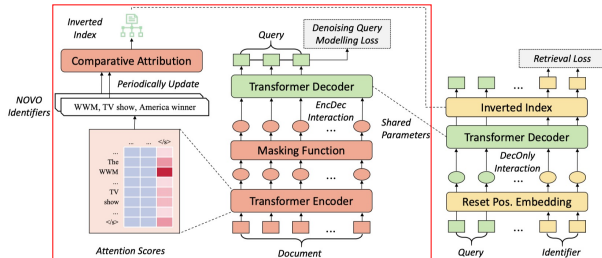 Inverted
Index
Query
Denoising Query
Modelling Loss
Comparative Attribution
Periodically Update
NOVO
Identifiers
WWM, TV show, America winner
... ... </s>
...
The
WWM
...
TV
show
...
</s>
Attention Scores
Transformer Decoder
EncDec
Interaction
...
Shared
Parameters
Masking Function
...
Transformer Encoder
...
Document
Retrieval Loss
...
Inverted Index
Transformer Decoder
DecOnly
Interaction
...
Reset Pos. Embedding
...
Query
Identifier